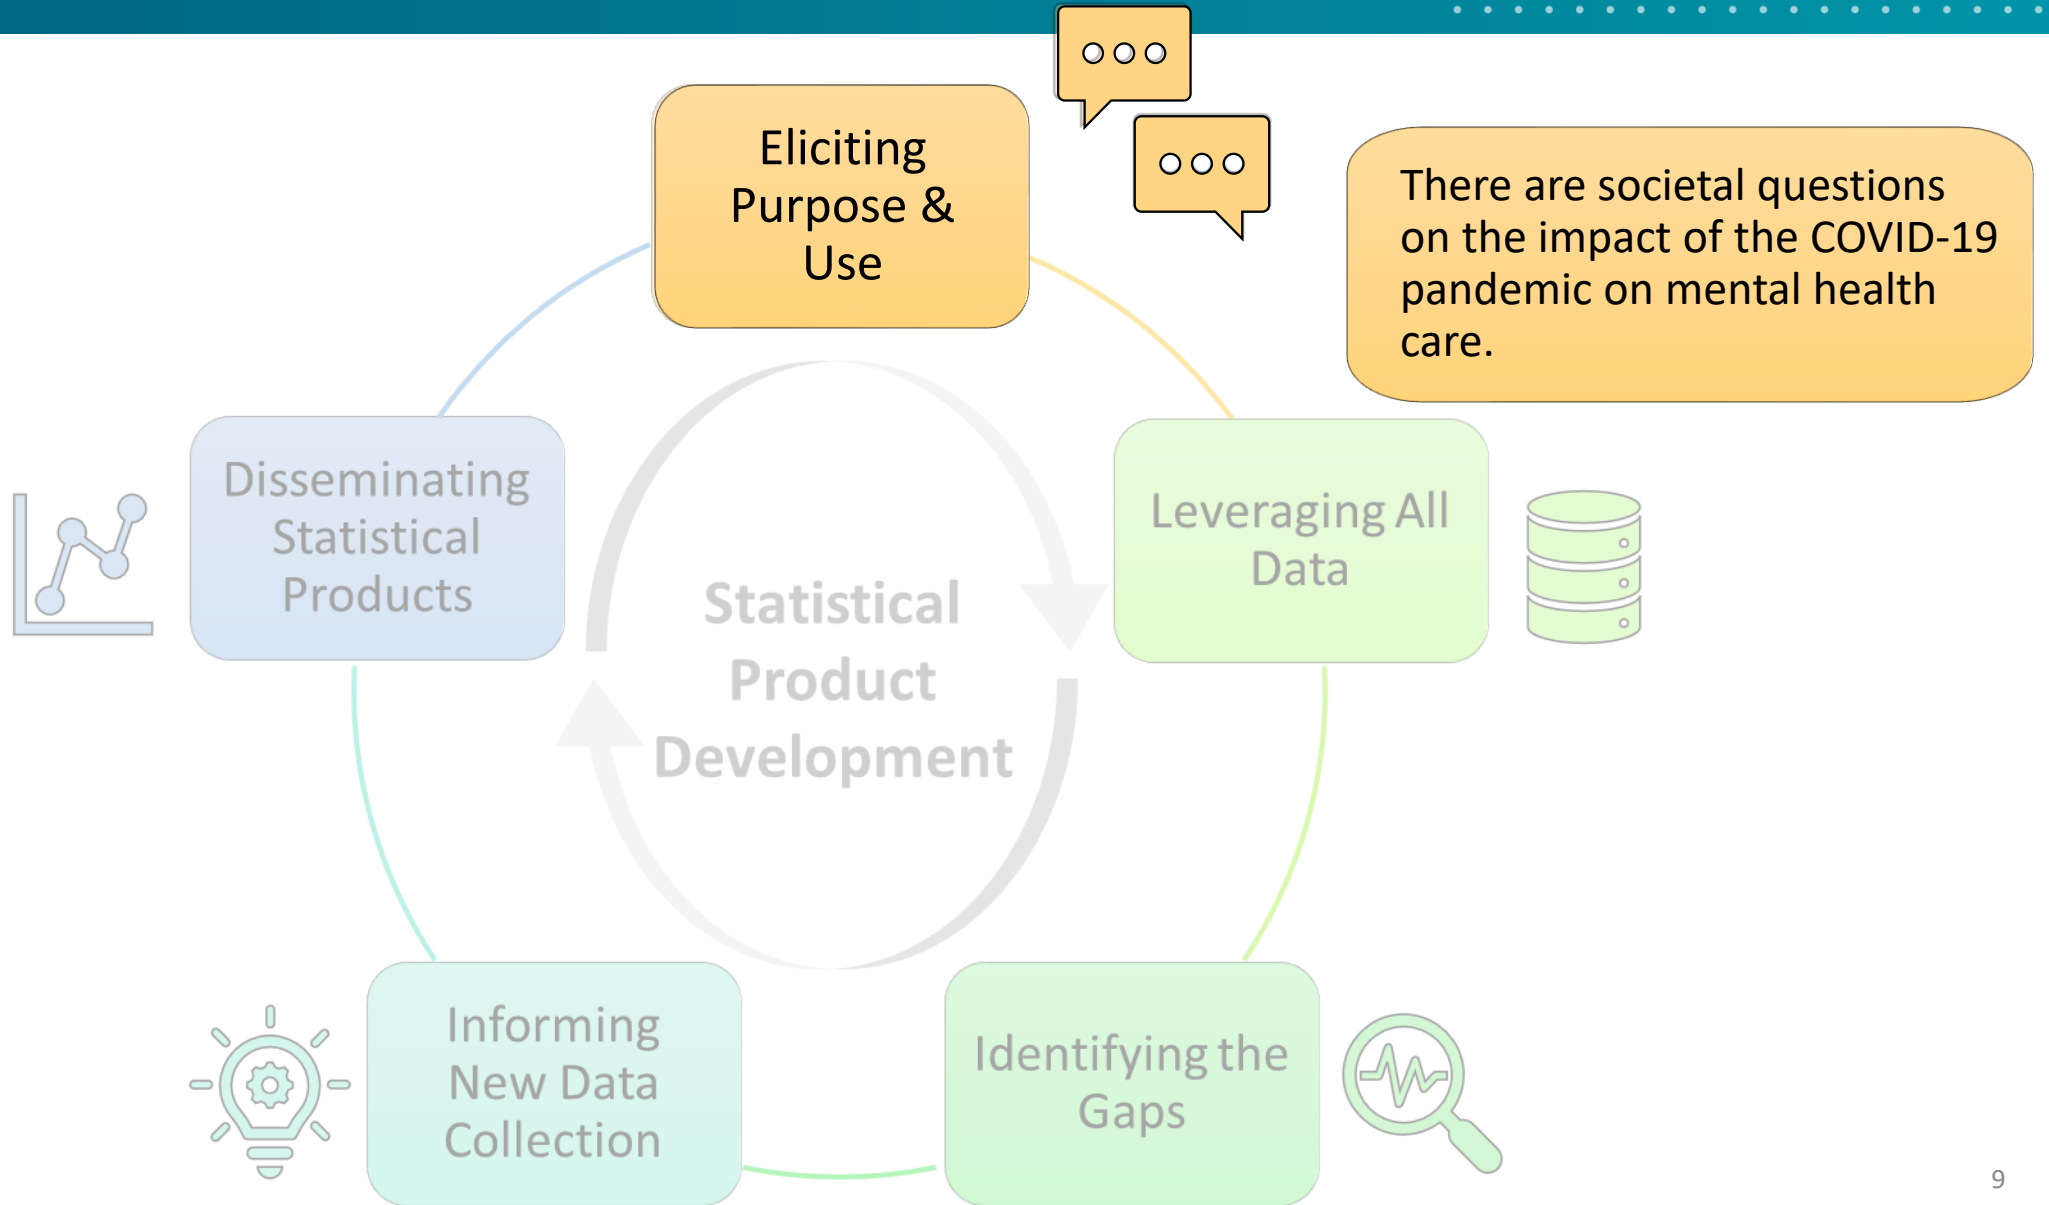 Eliciting
Purpose &
Use
There are societal questions
on the impact of the COVID-19
pandemic on mental health
care.
Disseminating
Statistical
Products
Leveraging All
Data
Statistical
Product
Development
Informing
New Data
Collection
Identifying the
Gaps
9